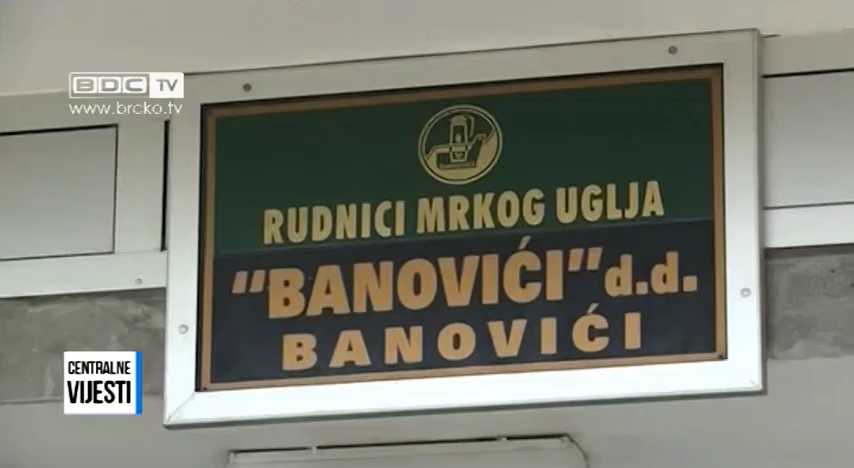 BDC TV
www.brcko.tv
RUDNICI MRKOG UGLJA
"BANOVIĆI" d.d.
BANOVIĆI
CENTRALNE
VIJESTI